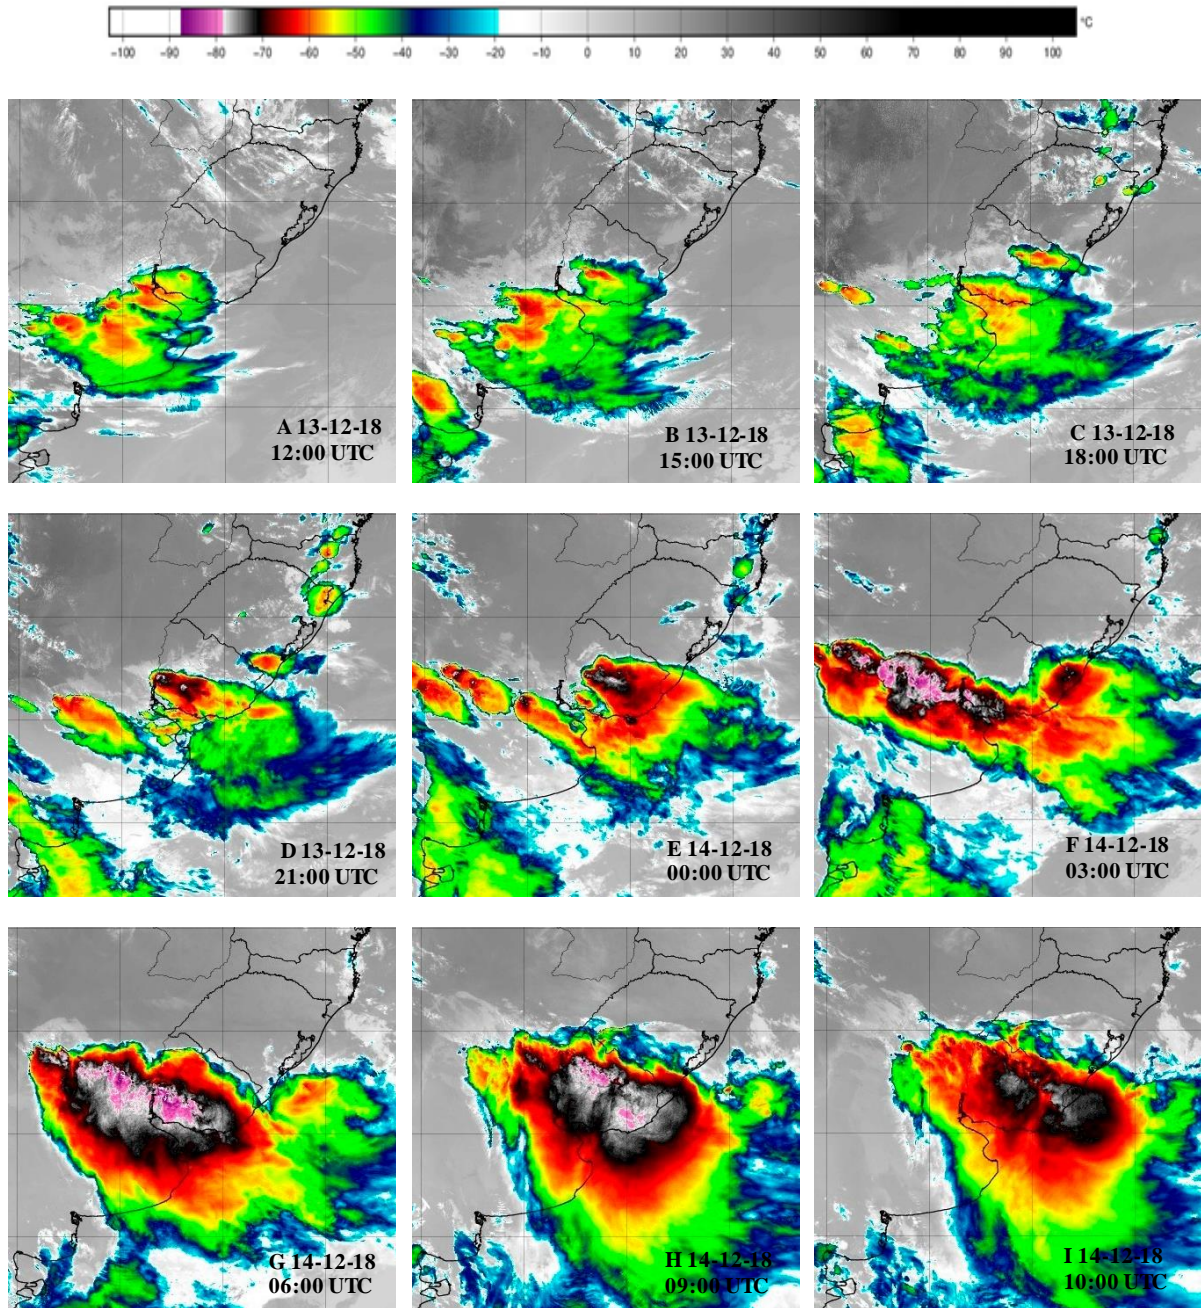 °C
-100 -90 -80 -70 -60 -50 -40 -30 -20 -10 0 10 20 30 40 50 60 70 80 90 100
A 13-12-18
12:00 UTC
B 13-12-18
15:00 UTC
C 13-12-18
18:00 UTC
D 13-12-18
21:00 UTC
E 14-12-18
00:00 UTC
F 14-12-18
03:00 UTC
G 14-12-18
06:00 UTC
H 14-12-18
09:00 UTC
I 14-12-18
10:00 UTC